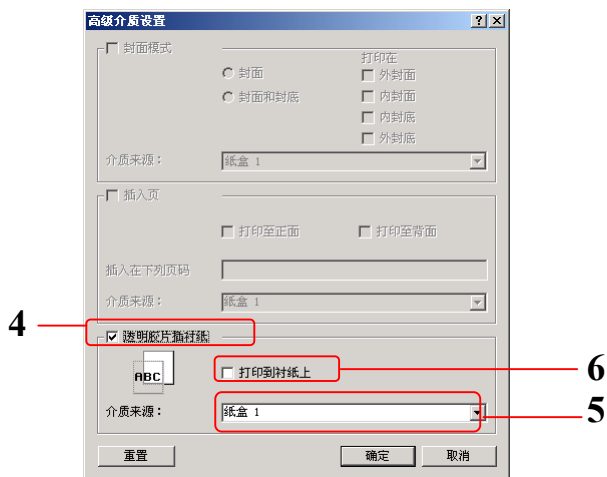 高级介质设置
封面模式
打印在
封面
外封面
封面和封底
内封面
内封底
外封底
介质来源：
纸盒 1
插入页
打印至正面
打印至背面
插入在下列页码
介质来源：
纸盒 1
4
透明胶片插衬纸
ABC
打印到衬纸上
6
介质来源：
纸盒 1
5
重置
确定
取消